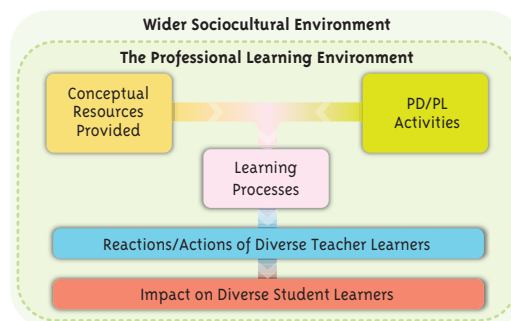 Wider Sociocultural Environment
The Professional Learning Environment
Conceptual
Resources
Provided
PD/PL
Activities
Learning
Processes
Reactions/Actions of Diverse Teacher Learners
Impact on Diverse Student Learners